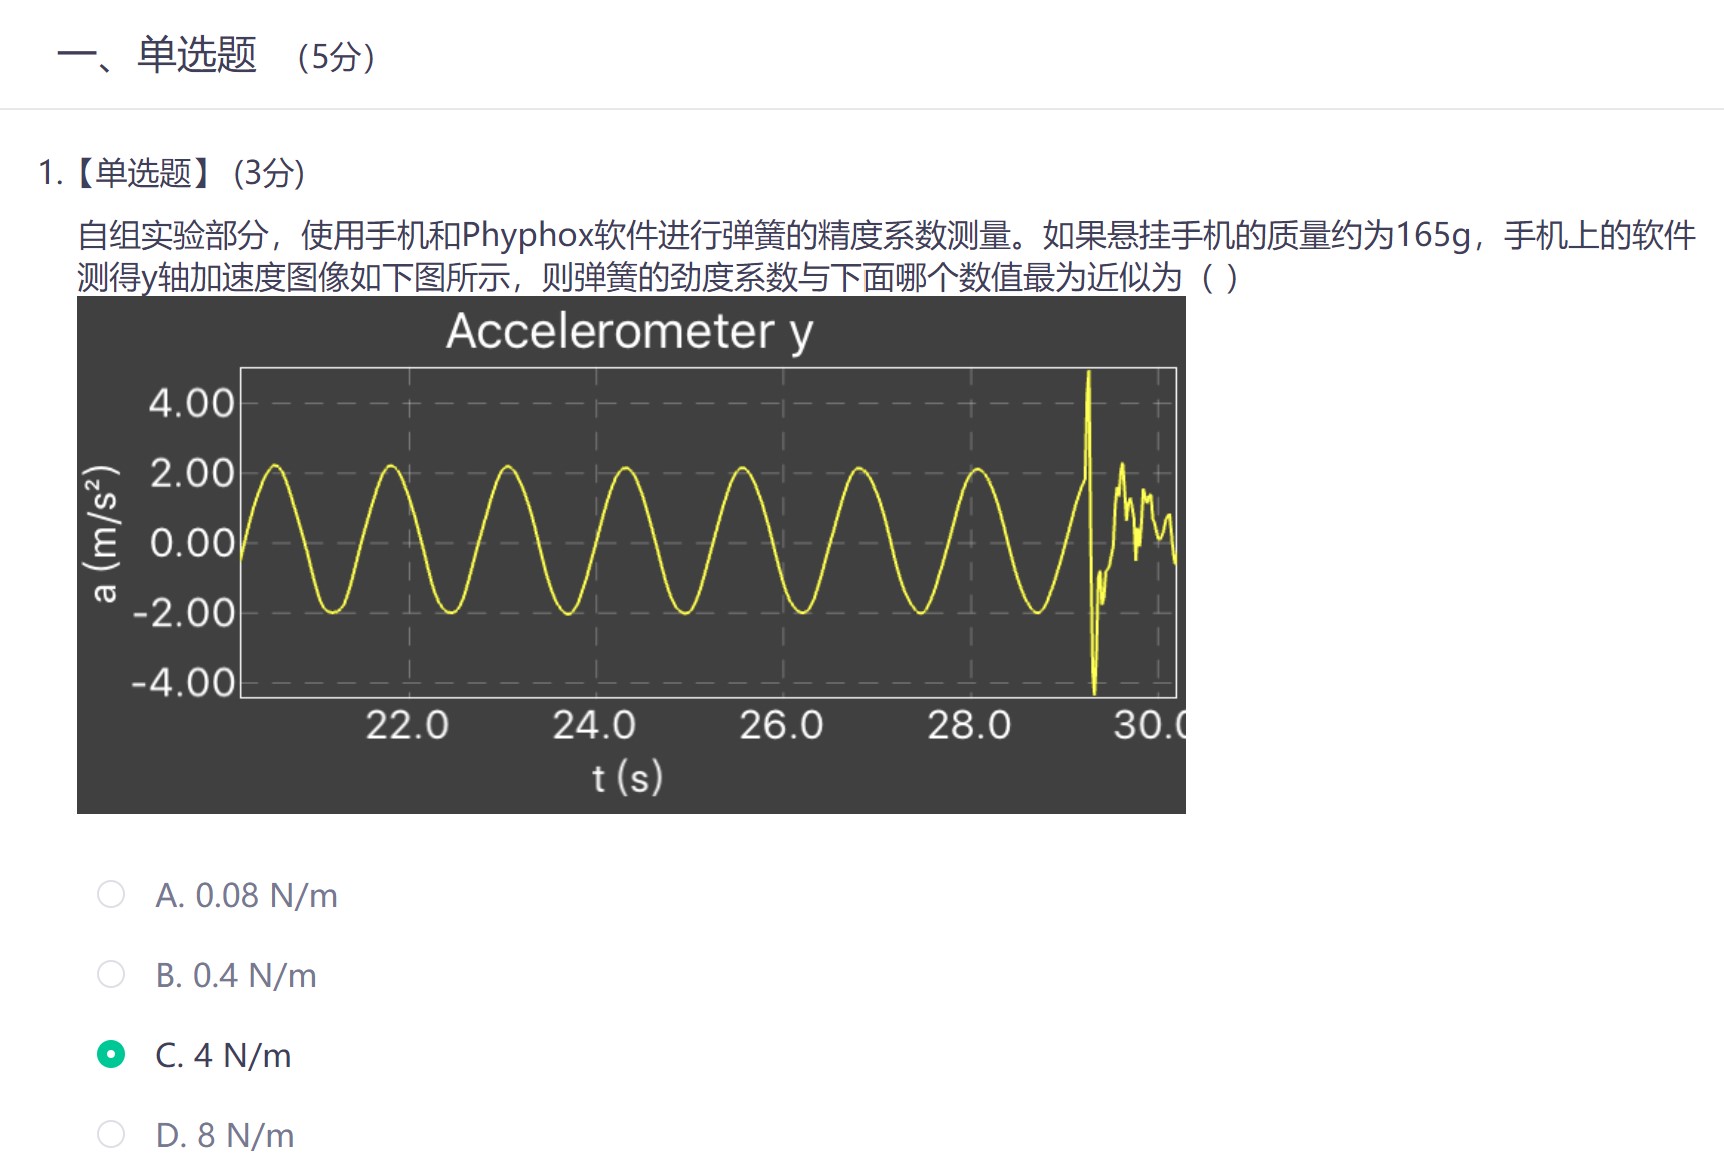 一、单选题 （5分）
1.【单选题】 (3分)
自组实验部分，使用手机和Phyphox软件进行弹簧的精度系数测量。如果悬挂手机的质量约为165g，手机上的软件
测得y轴加速度图像如下图所示，则弹簧的劲度系数与下面哪个数值最为近似为（ ）
Accelerometer y
4.00
2.00
0.00
-2.00
-4.00
a (m/s²)
22.0 24.0 26.0 28.0 30.0
t (s)
A. 0.08 N/m
B. 0.4 N/m
C. 4 N/m
D. 8 N/m